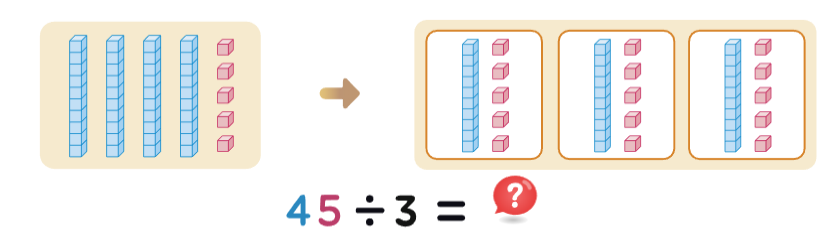 45 ÷ 3 = ?